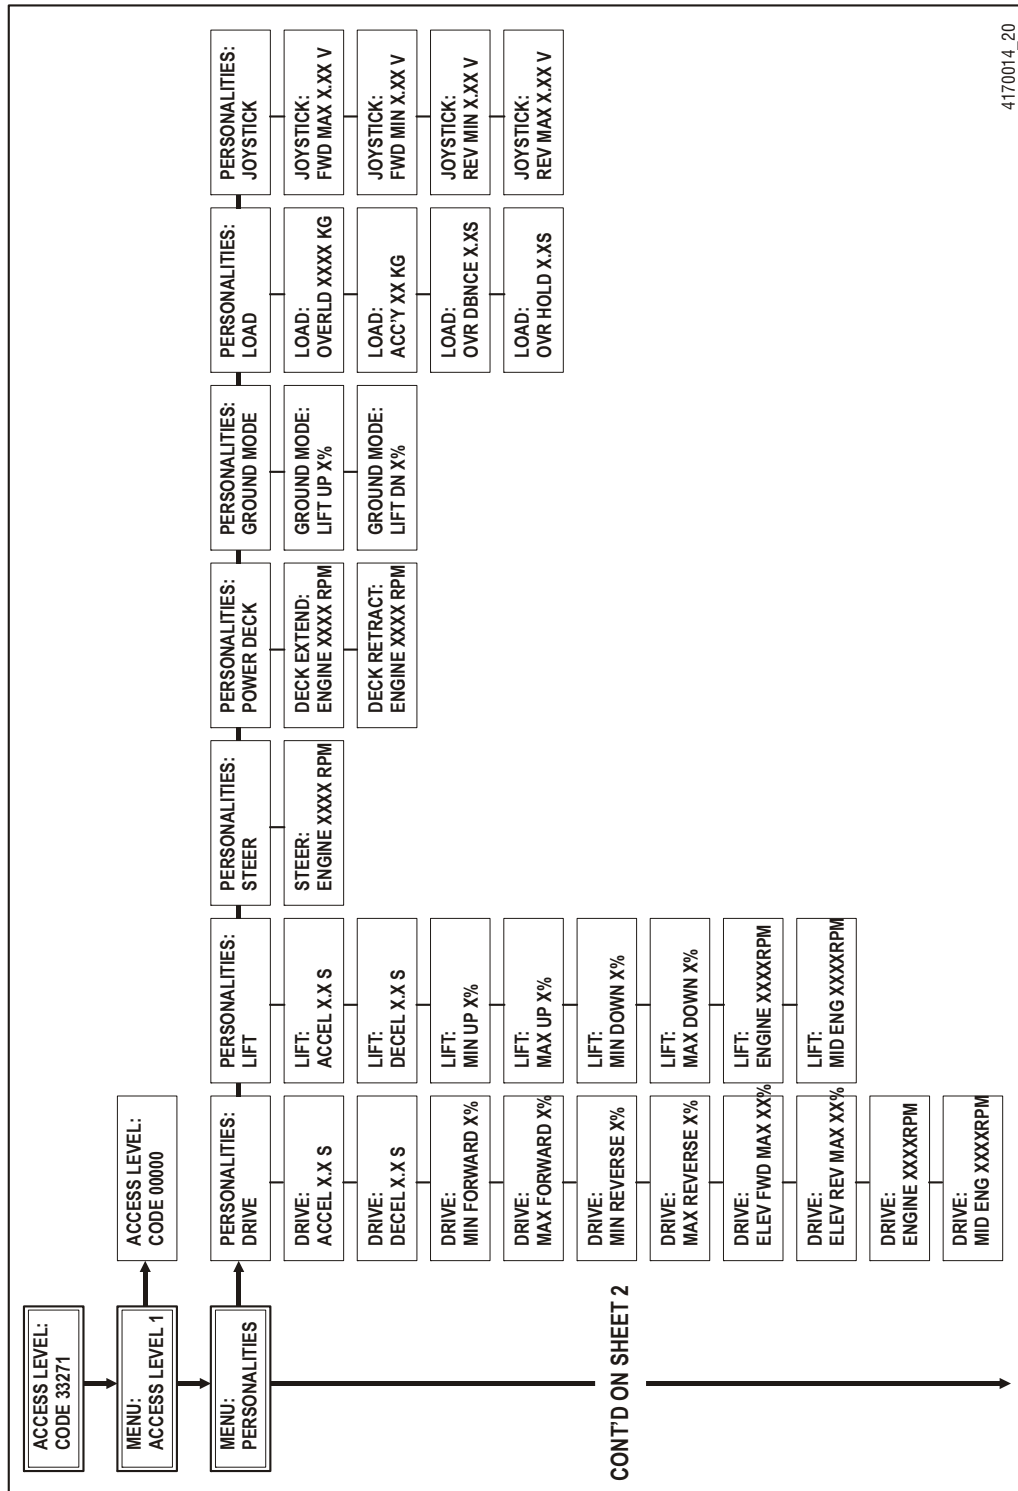 ACCESS LEVEL:
CODE 33271
MENU:
ACCESS LEVEL 1
ACCESS LEVEL:
CODE 00000
MENU:
PERSONALITIES
PERSONALITIES:
DRIVE
DRIVE:
ACCEL X.X S
DRIVE:
DECEL X.X S
DRIVE:
MIN FORWARD X%
DRIVE:
MAX FORWARD X%
DRIVE:
MIN REVERSE X%
DRIVE:
MAX REVERSE X%
DRIVE:
ELEV FWD MAX XX%
DRIVE:
ELEV REV MAX XX%
DRIVE:
ENGINE XXXXRPM
DRIVE:
MID ENG XXXXRPM
PERSONALITIES:
LIFT
LIFT:
ACCEL X.X S
LIFT:
DECEL X.X S
LIFT:
MIN UP X%
LIFT:
MAX UP X%
LIFT:
MIN DOWN X%
LIFT:
MAX DOWN X%
LIFT:
ENGINE XXXXRPM
LIFT:
MID ENG XXXXRPM
PERSONALITIES:
STEER
STEER:
ENGINE XXXX RPM
PERSONALITIES:
POWER DECK
DECK EXTEND:
ENGINE XXXX RPM
DECK RETRACT:
ENGINE XXXX RPM
PERSONALITIES:
GROUND MODE
GROUND MODE:
LIFT UP X%
GROUND MODE:
LIFT DN X%
PERSONALITIES:
LOAD
LOAD:
OVERLD XXXX KG
LOAD:
ACC'Y XX KG
LOAD:
OVR DBNCE X.XS
LOAD:
OVR HOLD X.XS
PERSONALITIES:
JOYSTICK
JOYSTICK:
FWD MAX X.XX V
JOYSTICK:
FWD MIN X.XX V
JOYSTICK:
REV MIN X.XX V
JOYSTICK:
REV MAX X.XX V
CONT'D ON SHEET 2
4170014_20